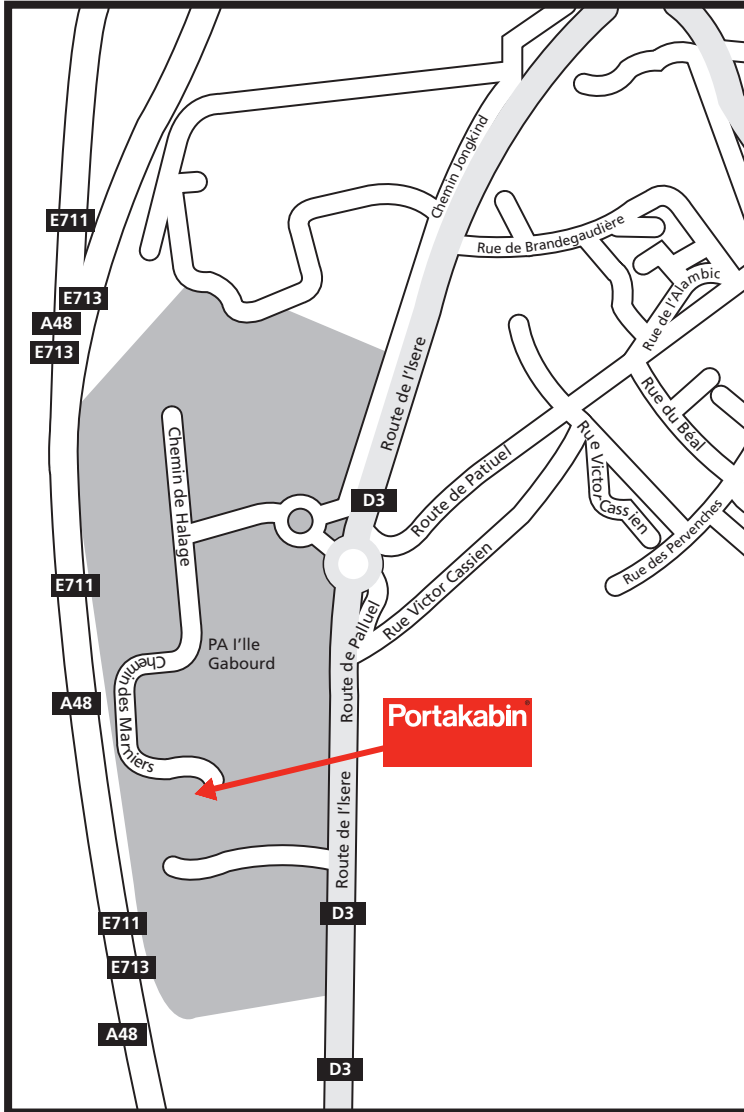 Chemin Jongkind
E711
Rue de Brandegaudière
E713
A48
E713
Rue de l'Alambic
Route de l'Isere
Rue du Béal
Chemin de Halage
Route de Patiuel
Rue Victor Cassien
D3
Rue des Pervenches
E711
Rue Victor Cassien
PA l'Ile
Gabourd
Route de Palluel
Chemin des Marniers
A48
Portakabin
Route de l'Isere
D3
E711
E713
A48
D3